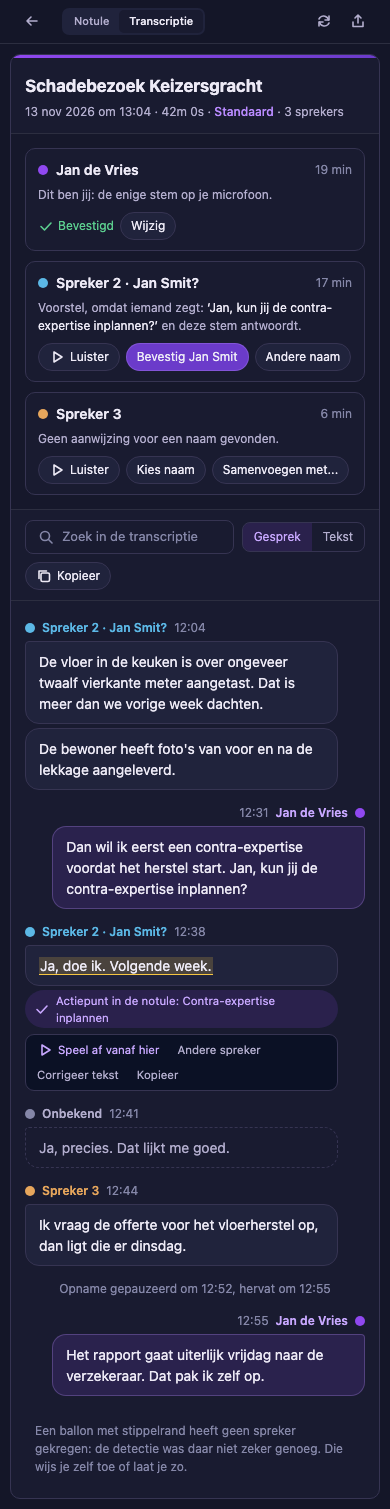 Notule Transcriptie
Schadebezoek Keizersgracht
13 nov 2026 om 13:04 · 42m 0s · Standaard · 3 sprekers
Jan de Vries 19 min
Dit ben jij: de enige stem op je microfoon.
Bevestigd Wijzig
Spreker 2 · Jan Smit? 17 min
Voorstel, omdat iemand zegt: ‘Jan, kun jij de contra-
expertise inplannen?’ en deze stem antwoordt.
Luister Bevestig Jan Smit Andere naam
Spreker 3 6 min
Geen aanwijzing voor een naam gevonden.
Luister Kies naam Samenvoegen met...
Zoek in de transcriptie Gesprek Tekst
Kopieer
Spreker 2 · Jan Smit? 12:04
De vloer in de keuken is over ongeveer
twaalf vierkante meter aangetast. Dat is
meer dan we vorige week dachten.
De bewoner heeft foto's van voor en na de
lekkage aangeleverd.
12:31 Jan de Vries
Dan wil ik eerst een contra-expertise
voordat het herstel start. Jan, kun jij de
contra-expertise inplannen?
Spreker 2 · Jan Smit? 12:38
Ja, doe ik. Volgende week.
Actiepunt in de notule: Contra-expertise
inplannen
Speel af vanaf hier Andere spreker
Corrigeer tekst Kopieer
Onbekend 12:41
Ja, precies. Dat lijkt me goed.
Spreker 3 12:44
Ik vraag de offerte voor het vloerherstel op,
dan ligt die er dinsdag.
Opname gepauzeerd om 12:52, hervat om 12:55
12:55 Jan de Vries
Het rapport gaat uiterlijk vrijdag naar de
verzekeraar. Dat pak ik zelf op.
Een ballon met stippelrand heeft geen spreker
gekregen: de detectie was daar niet zeker genoeg. Die
wijs je zelf toe of laat je zo.